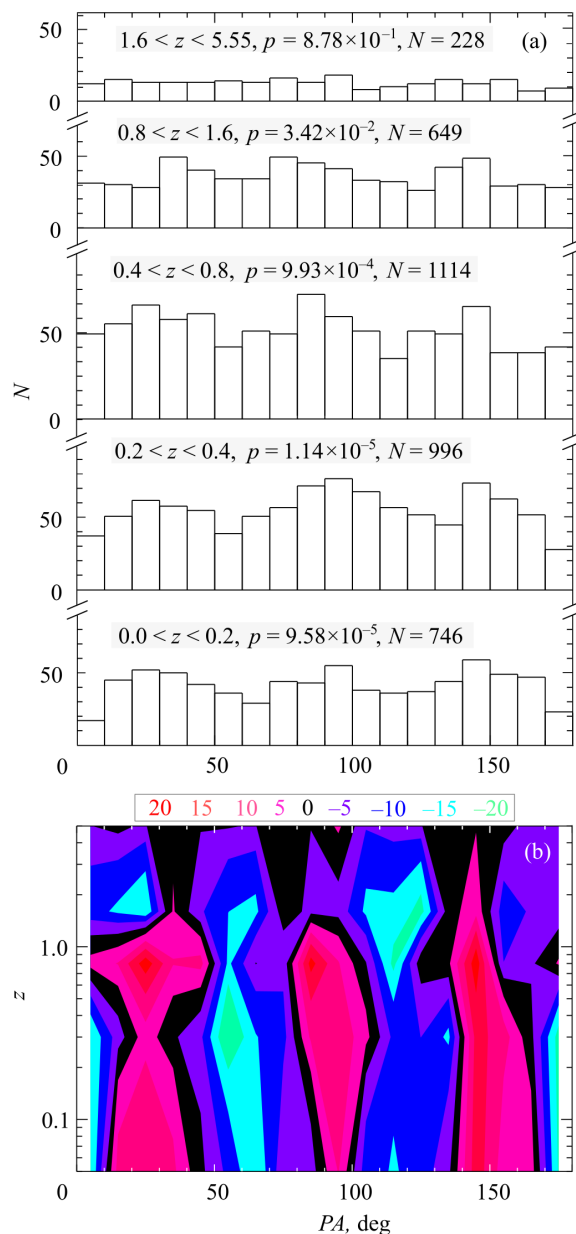 1.6 < z < 5.55, p = 8.78×10⁻¹, N = 228
(a)
50
0
0.8 < z < 1.6, p = 3.42×10⁻², N = 649
50
0
0.4 < z < 0.8, p = 9.93×10⁻⁴, N = 1114
50
0
N
0.2 < z < 0.4, p = 1.14×10⁻⁵, N = 996
50
0
0.0 < z < 0.2, p = 9.58×10⁻⁵, N = 746
50
0 50 100 150
20 15 10 5 0 −5 −10 −15 −20
(b)
1.0
z
0.1
0 50 100 150
PA, deg